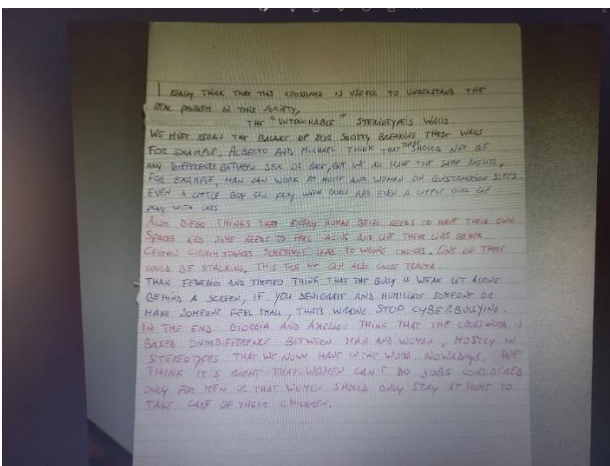 I REALLY THINK THAT THIS CROSSWORD IS USEFUL TO UNDERSTAND THE
REAL PROBLEM IN THIS SOCIETY,
THE "UNTOUCHABLE" STEREOTYPES WALLS.
WE MUST REGAIN THE BALANCE OF OUR SOCIETY BREAKING THESE WALLS
FOR EXAMPLE, ALBERTO AND MICHAEL THINK THAT THERE SHOULD NOT BE
ANY DIFFERENCE BETWEEN SEX OR RACE, BUT WE ALL HAVE THE SAME RIGHTS,
FOR EXAMPLE, MAN CAN WORK AT HOME AND WOMAN ON CONSTRUCTION
EVEN A LITTLE BOY CAN PLAY WITH AND EVEN A LITTLE GIRL CAN
PLAY WITH CARS
ALSO DIEGO THINKS THAT EVERY HUMAN BEING NEEDS TO HAVE THEIR OWN
SPACES AND SOME NEEDS TO FEEL ALIVE AND LIVE THEIR LIVES BETTER.
CERTAIN SOMETIMES LEAD TO WRONG CHOICES. ONE OF THESE
COULD BE STALKING, THIS FOR ME CAN ALSO CAUSE TRAUMA.
THAN FEDERICO AND THINK THAT THE BULLY IS WEAK LET ALONE
BEHIND A SCREEN, IF YOU DENIGRATE AND HUMILIATE SOMEONE OR
MAKE SOMEONE FEEL SMALL, THAT'S WRONG. STOP CYBERBULLYING.
IN THE END GIORGIA AND THINK THAT THE CROSSWORD IS
BASED ON DIFFERENCE BETWEEN MAN AND WOMAN, MOSTLY IN
STEREOTYPES THAT WE NOW HAVE IN THE WORD. NOWADAYS, WE
THINK IT'S RIGHT THAT WOMEN CAN'T DO JOBS CONSIDERED
ONLY FOR MEN OR THAT WOMEN SHOULD ONLY STAY AT HOME TO
TAKE CARE OF THEIR CHILDREN.